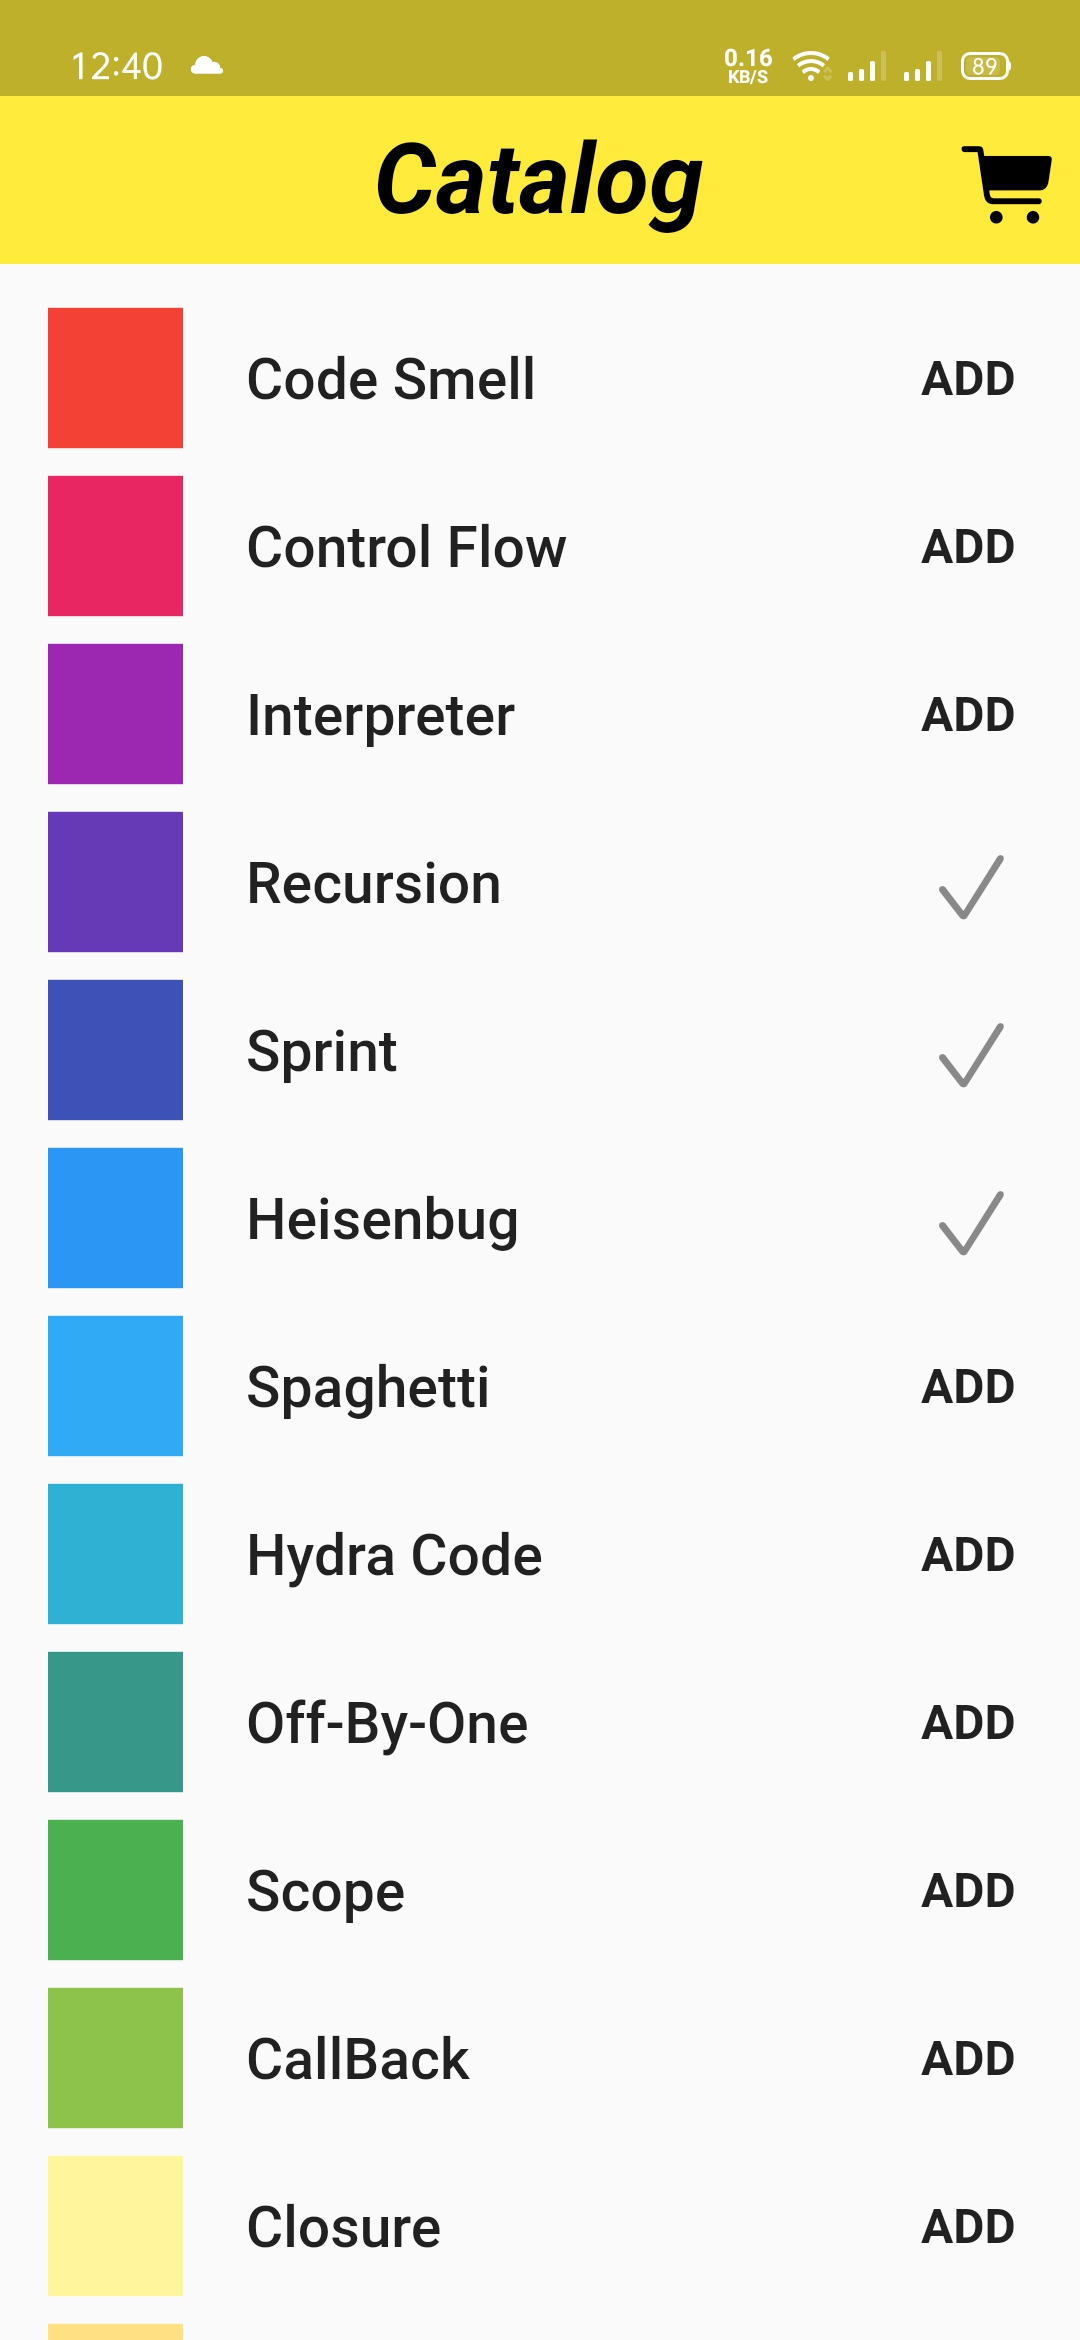 12:40
0.16
KB/S
89
Catalog
Code Smell ADD
Control Flow ADD
Interpreter ADD
Recursion
Sprint
Heisenbug
Spaghetti ADD
Hydra Code ADD
Off-By-One ADD
Scope ADD
CallBack ADD
Closure ADD